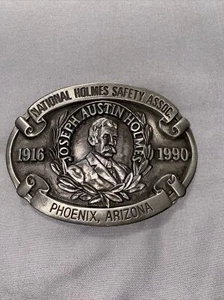 NATIONAL HOLMES SAFETY ASSOC.
JOSEPH AUSTIN HOLMES
1916 1990
PHOENIX, ARIZONA